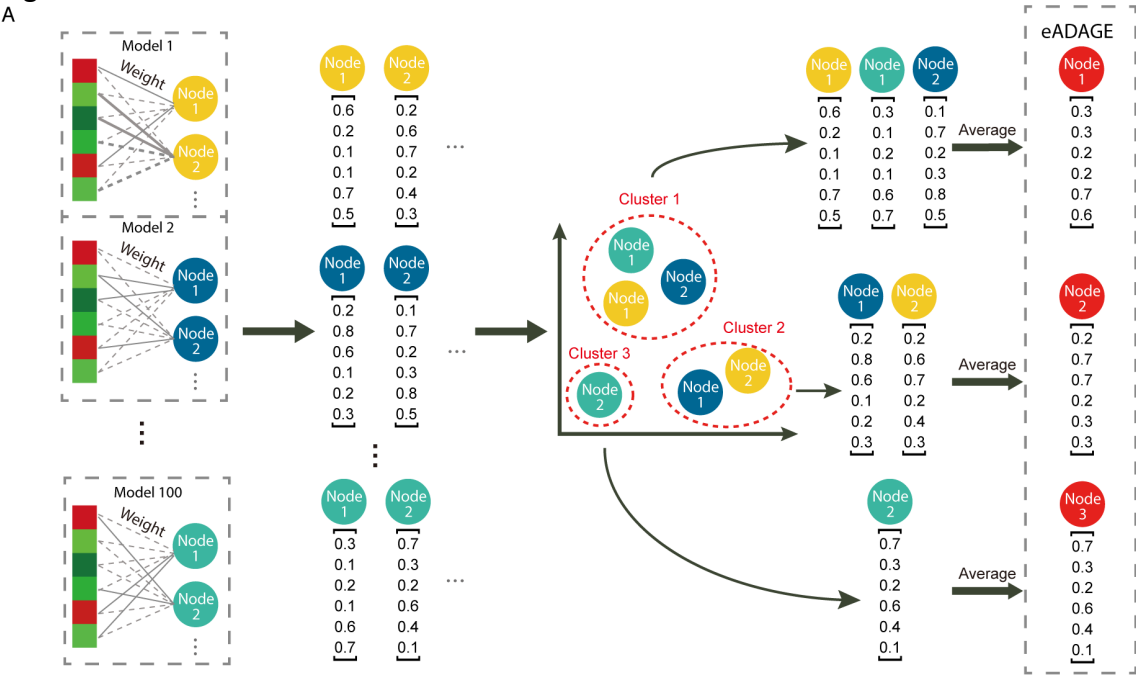 A
Model 1
Weight
Node 1
Node 2
⋮
Model 2
Weight
Node 1
Node 2
⋮
⋮
Model 100
Weight
Node 1
Node 2
⋮
Node 1 Node 2
0.6 0.2
0.2 0.6
0.1 0.7
0.1 0.2
0.7 0.4
0.5 0.3
...
Node 1 Node 2
0.2 0.1
0.8 0.7
0.6 0.2
0.1 0.3
0.2 0.8
0.3 0.5
...
⋮
Node 1 Node 2
0.3 0.7
0.1 0.3
0.2 0.2
0.1 0.6
0.6 0.4
0.7 0.1
...
Cluster 1
Node 1
Node 2
Node 1
Cluster 2
Node 2
Node 1
Cluster 3
Node 2
Node 1 Node 1 Node 2
0.6 0.3 0.1
0.2 0.1 0.7
0.1 0.2 0.2
0.1 0.1 0.3
0.7 0.6 0.8
0.5 0.7 0.5
Average
Node 1 Node 2
0.2 0.2
0.8 0.6
0.6 0.7
0.1 0.2
0.2 0.4
0.3 0.3
Average
Node 2
0.7
0.3
0.2
0.6
0.4
0.1
Average
eADAGE
Node 1
0.3
0.3
0.2
0.2
0.7
0.6
Node 2
0.2
0.7
0.7
0.2
0.3
0.3
Node 3
0.7
0.3
0.2
0.6
0.4
0.1